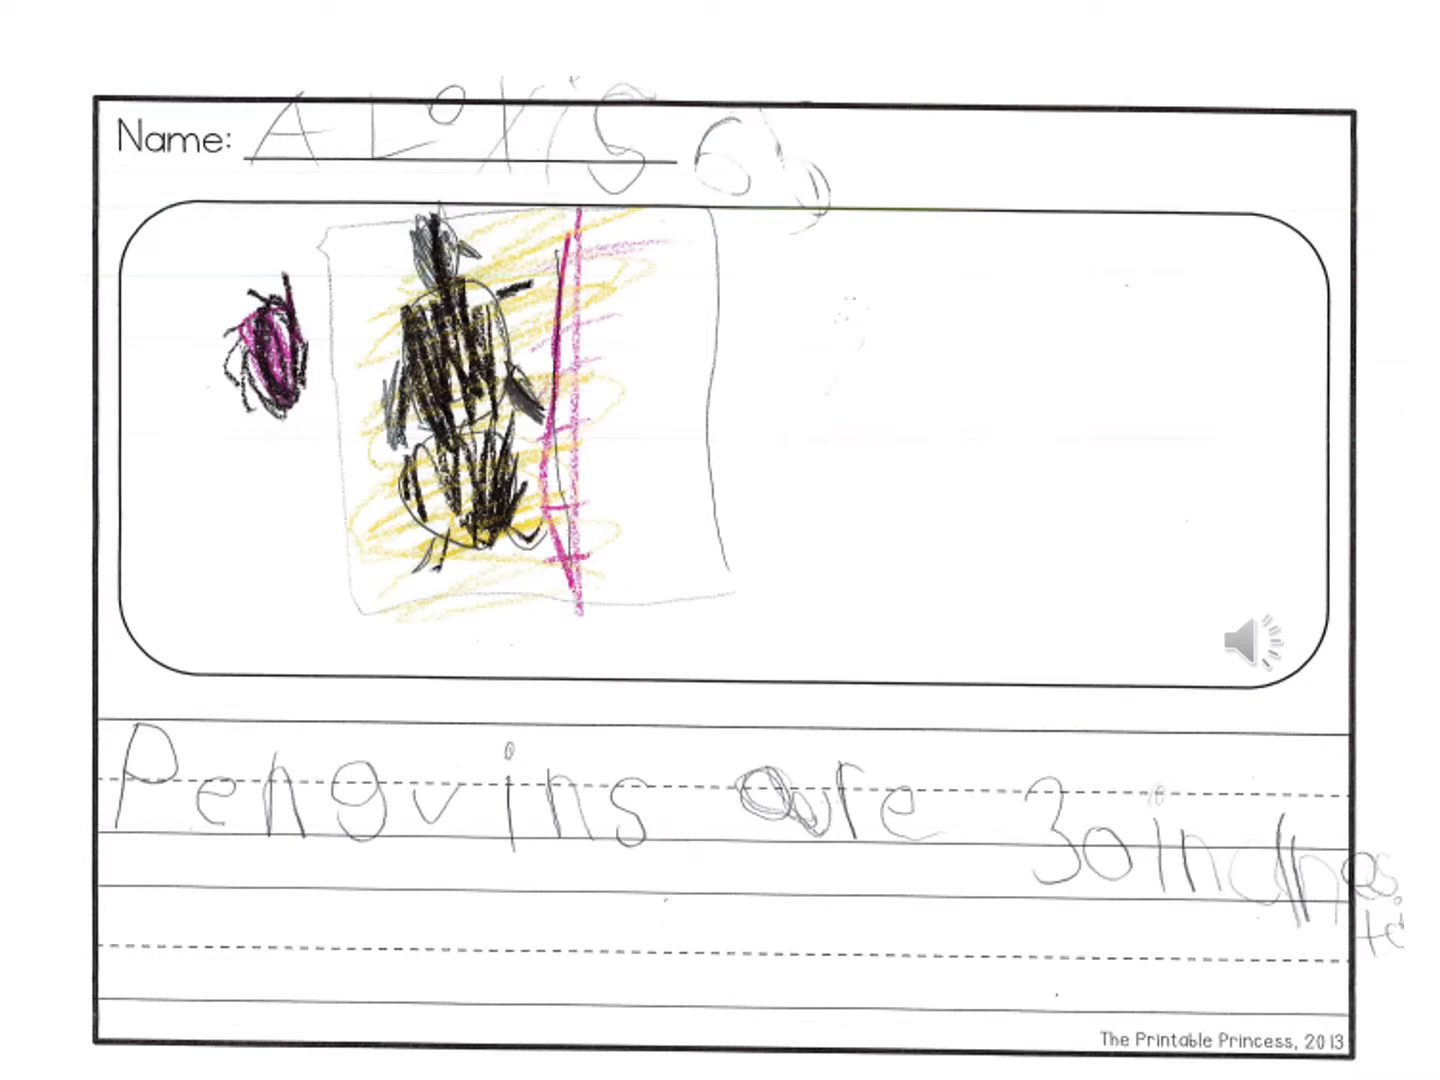 Name: ALexis
Penguins are 30 inches
The Printable Princess, 2013